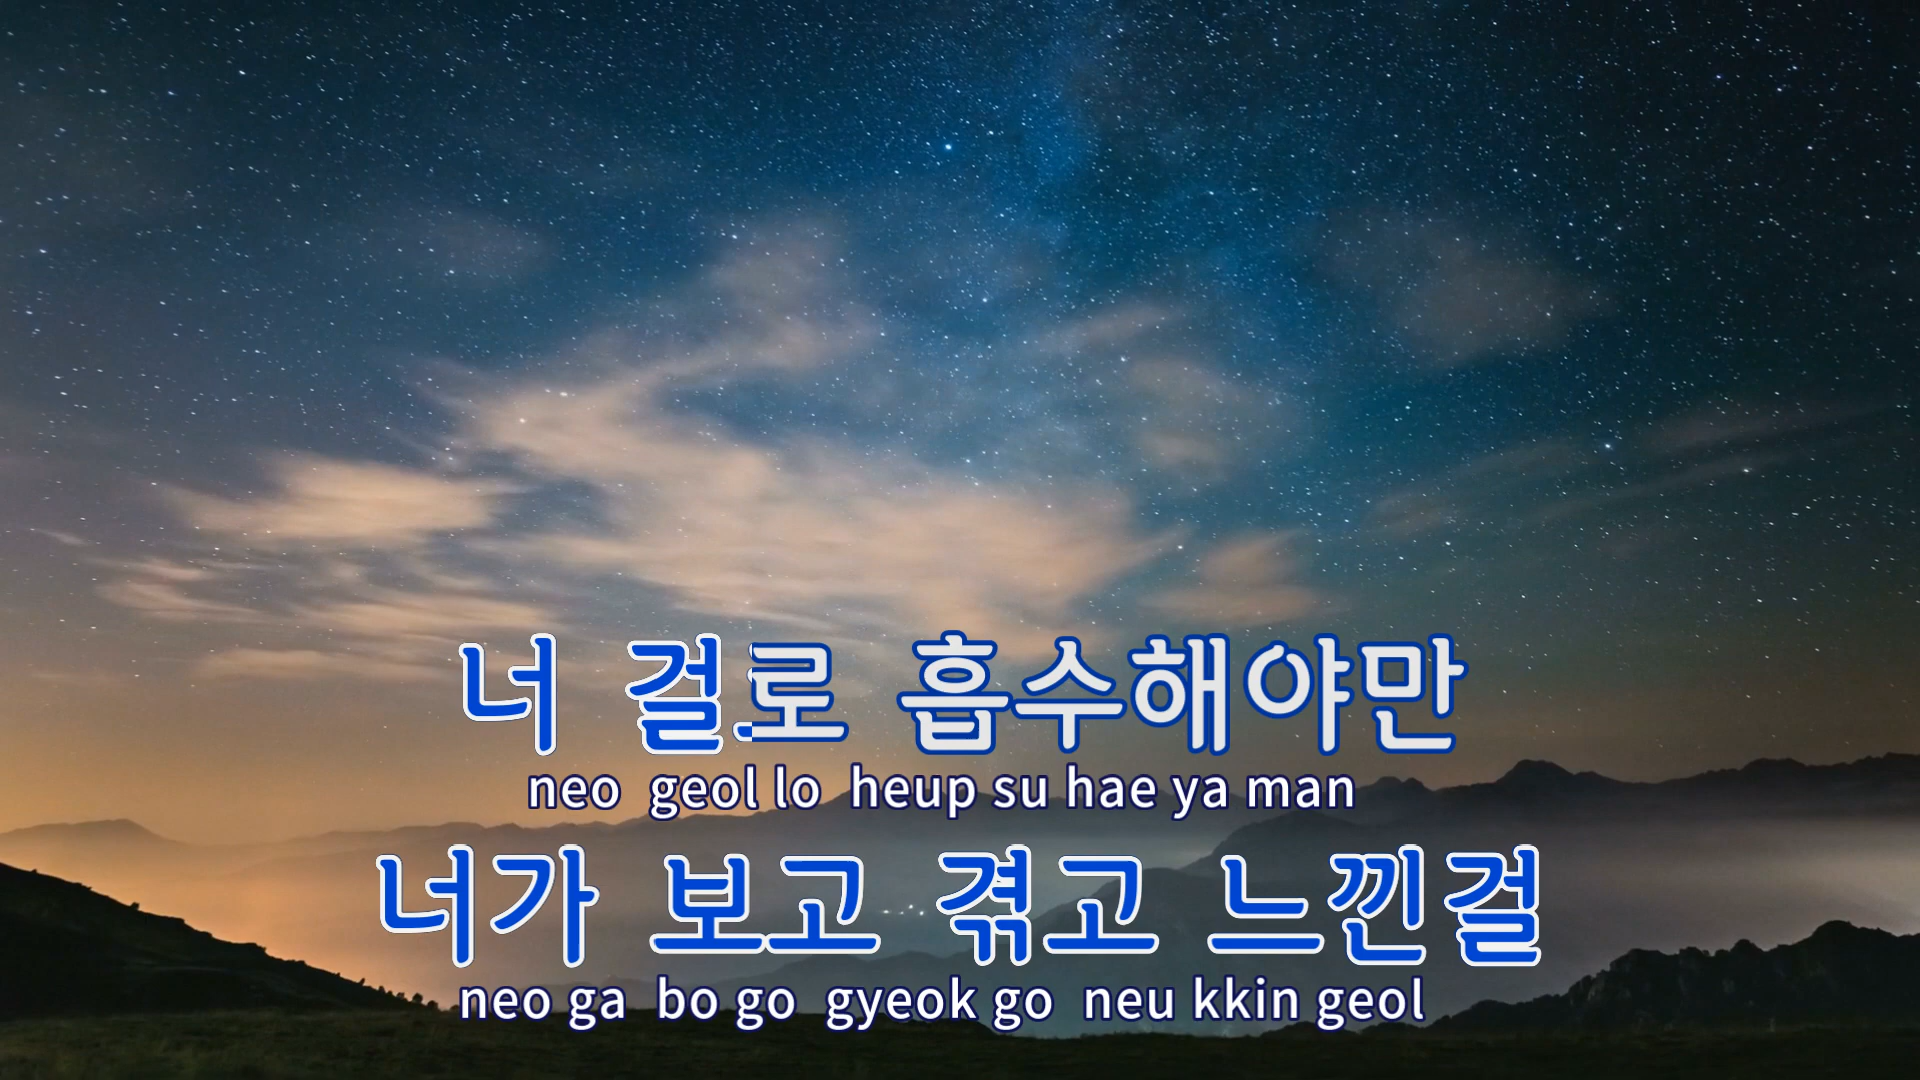 너 걸로 흡수해야만
neo geol lo heup su hae ya man
너가 보고 겪고 느낀걸
neo ga bo go gyeok go neu kkin geol